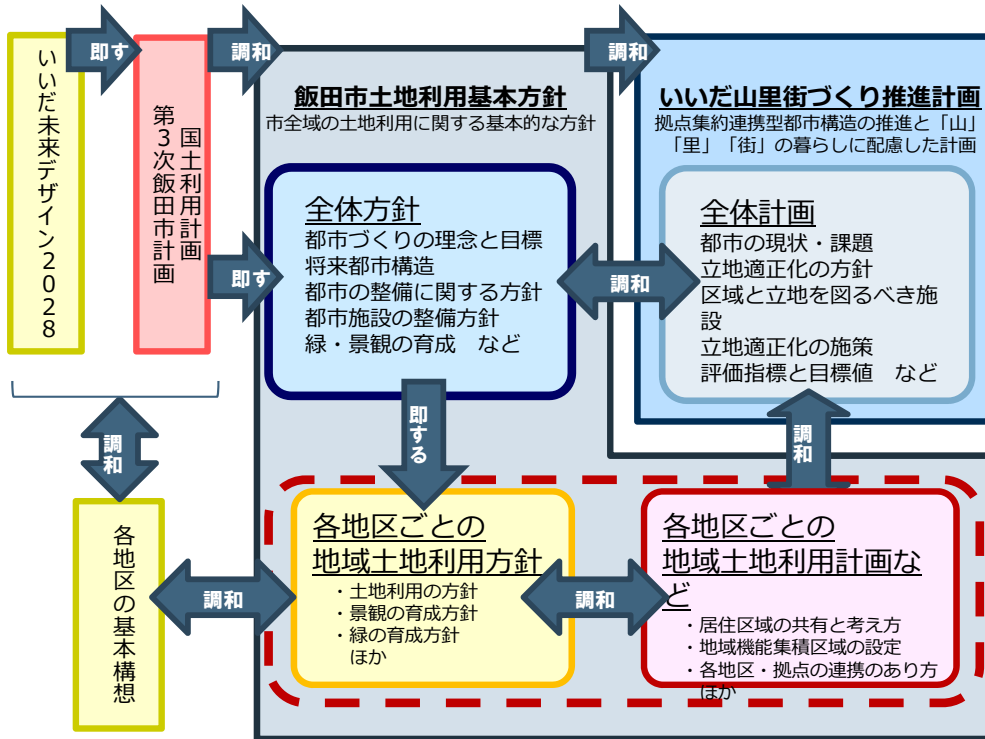 いいだ未来デザイン2028
即す
国土利用計画
第3次飯田市計画
調和
即す
飯田市土地利用基本方針
市全域の土地利用に関する基本的な方針
全体方針
都市づくりの理念と目標
将来都市構造
都市の整備に関する方針
都市施設の整備方針
緑・景観の育成　など
調和
いいだ山里街づくり推進計画
拠点集約連携型都市構造の推進と「山」
「里」「街」の暮らしに配慮した計画
全体計画
都市の現状・課題
立地適正化の方針
区域と立地を図るべき施
設
立地適正化の施策
評価指標と目標値　など
調和
調和
各地区の基本構想
調和
即する
各地区ごとの
地域土地利用方針
・土地利用の方針
・景観の育成方針
・緑の育成方針
ほか
調和
調和
各地区ごとの
地域土地利用計画な
ど
・居住区域の共有と考え方
・地域機能集積区域の設定
・各地区・拠点の連携のあり方
ほか